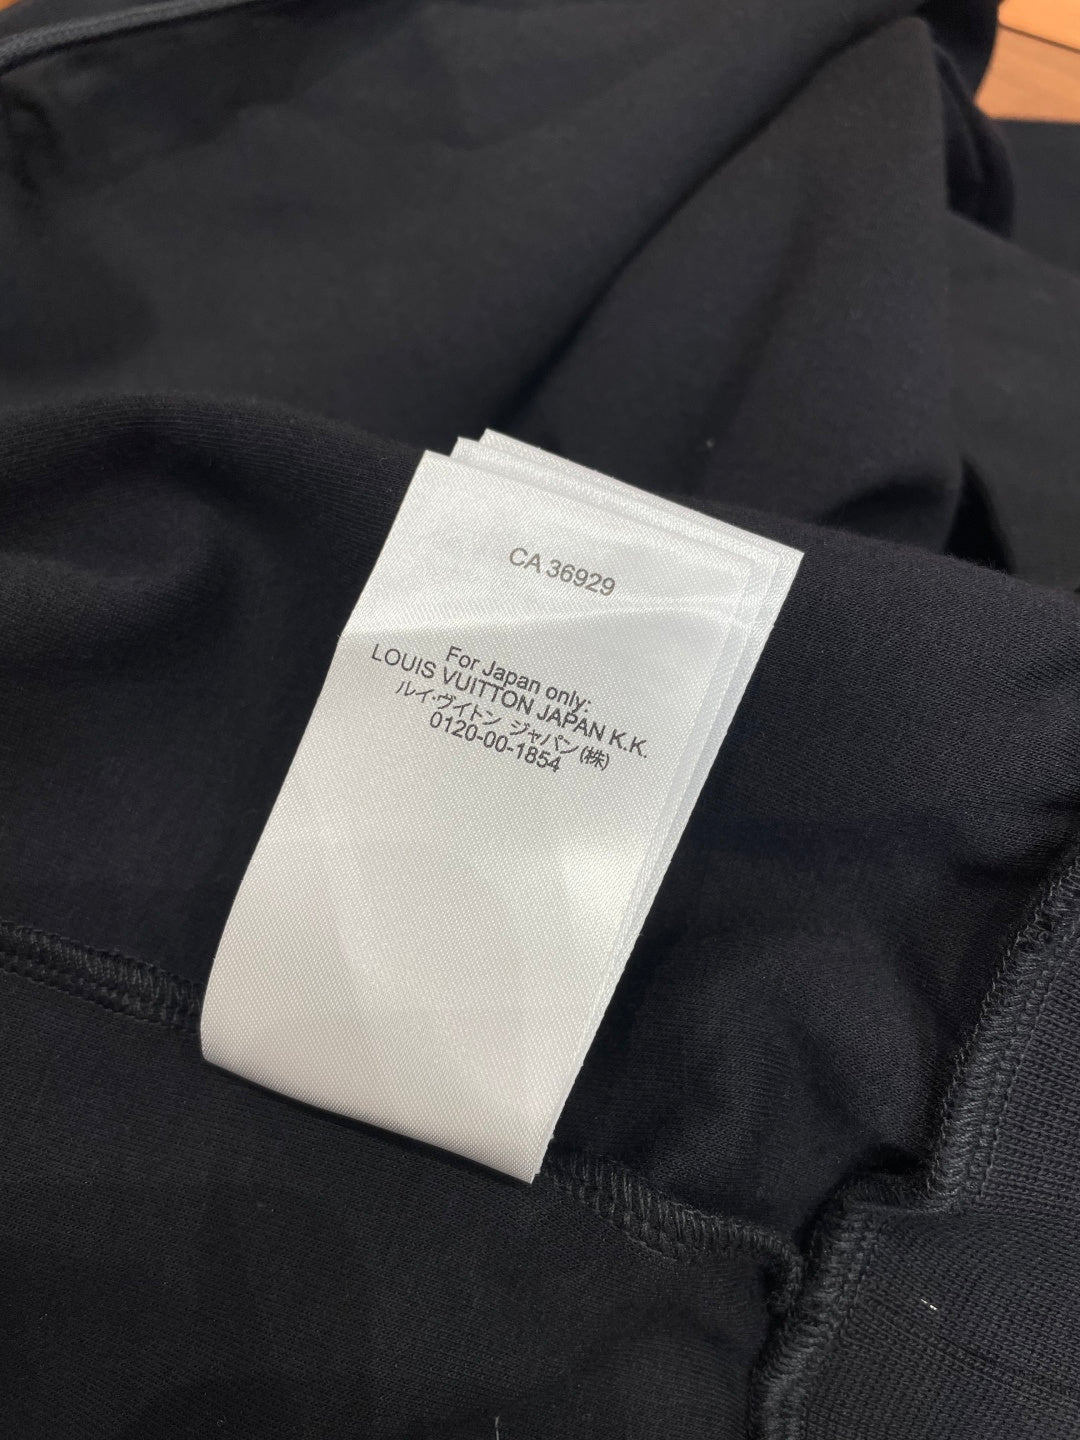 CA 36929
For Japan only:
LOUIS VUITTON JAPAN K.K.
ルイ･ヴィトン ジャパン(株)
0120-00-1854